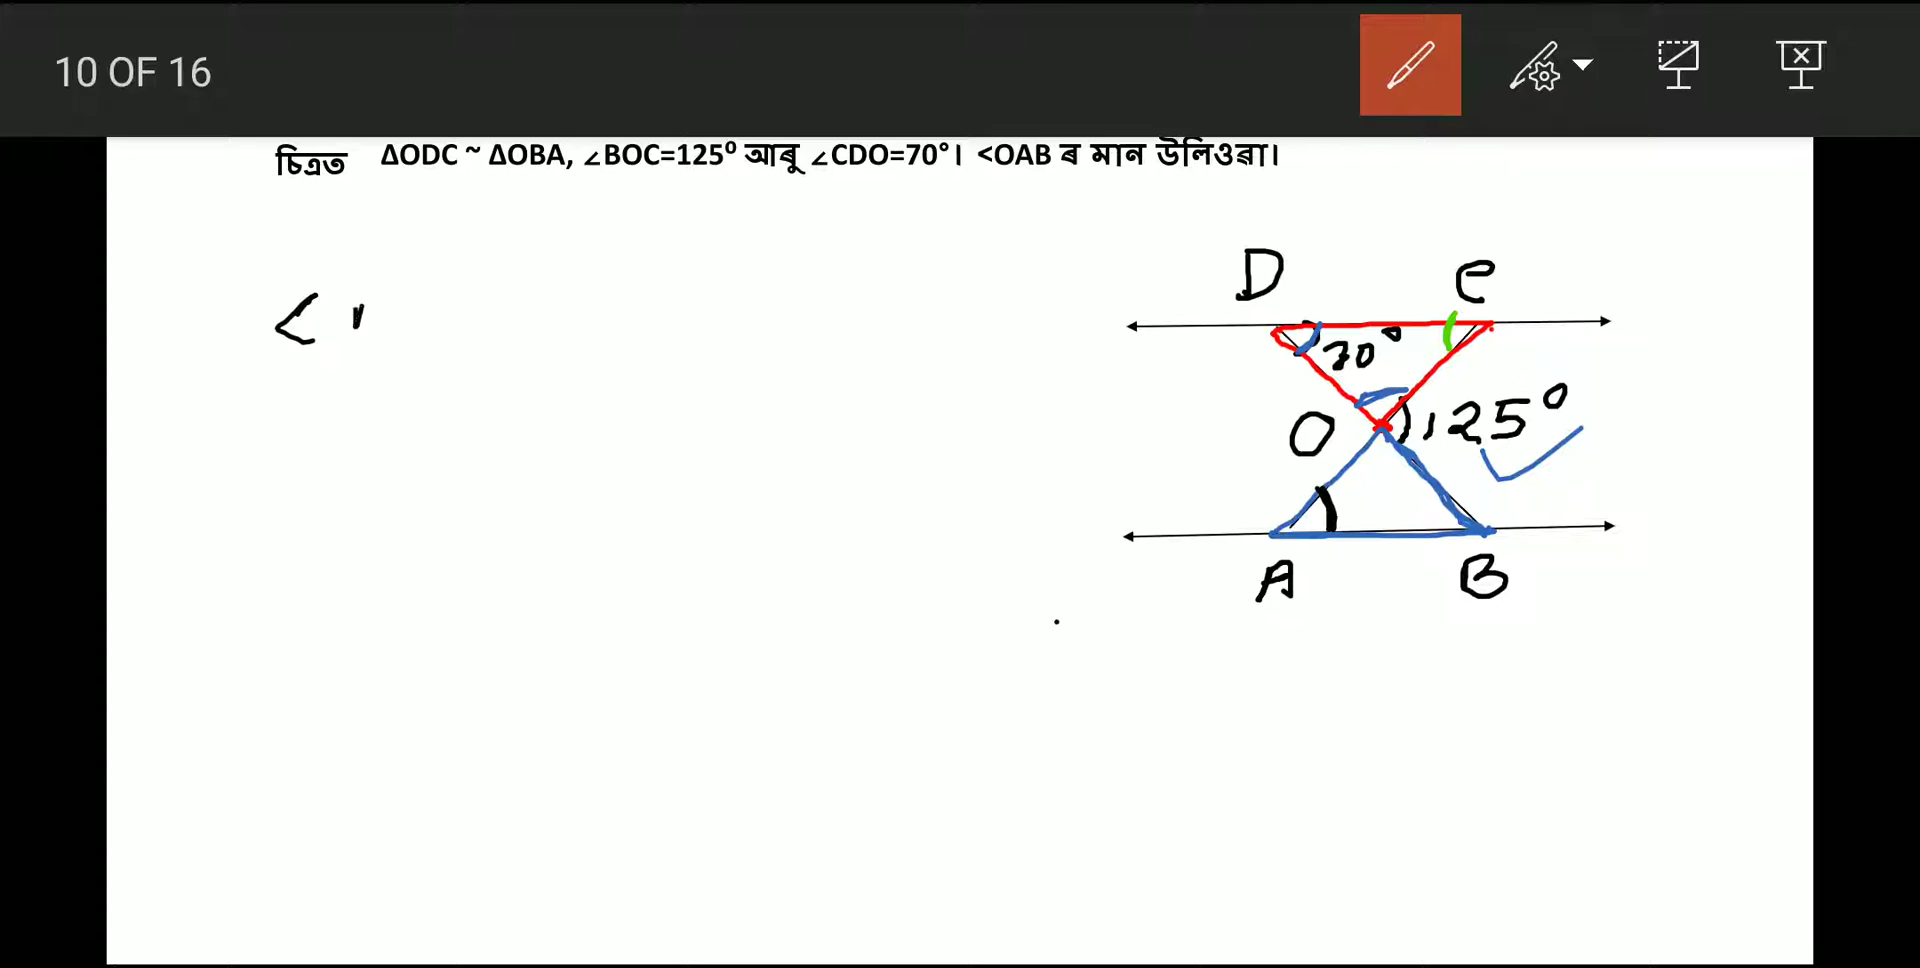 10 OF 16
চিত্ৰত ΔODC ~ ΔOBA, ∠BOC=125⁰ আৰু ∠CDO=70°। <OAB ৰ মান উলিওৱা।
D C
<
70°
O 125°
A B